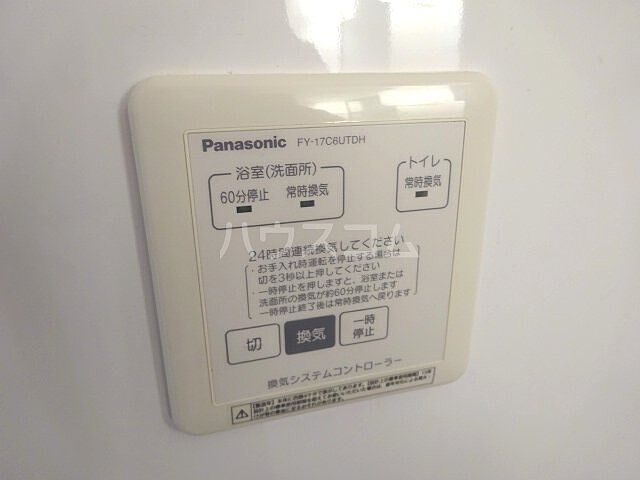 Panasonic FY-17C6UTDH
浴室(洗面所)
60分停止 常時換気
トイレ
常時換気
ハウスコム
24時間連続換気してください
・お手入れ時運転を停止する場合は
切を3秒以上押してください
・一時停止を押しますと、浴室または
洗面所の換気が約60分停止します
一時停止終了後は常時換気へ戻ります
切
換気
一時
停止
換気システムコントローラー